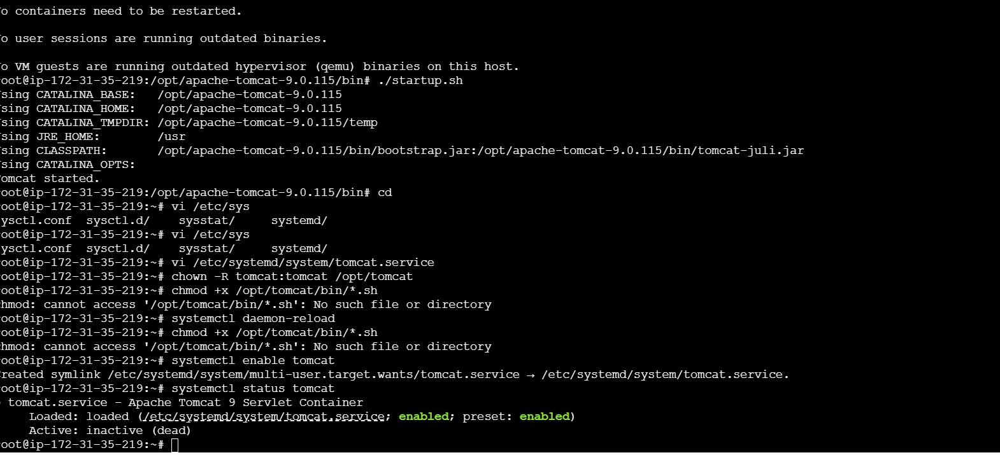 o containers need to be restarted.
o user sessions are running outdated binaries.
o VM guests are running outdated hypervisor (qemu) binaries on this host.
oot@ip-172-31-35-219:/opt/apache-tomcat-9.0.115/bin# ./startup.sh
sing CATALINA_BASE:   /opt/apache-tomcat-9.0.115
sing CATALINA_HOME:   /opt/apache-tomcat-9.0.115
sing CATALINA_TMPDIR: /opt/apache-tomcat-9.0.115/temp
sing JRE_HOME:        /usr
sing CLASSPATH:       /opt/apache-tomcat-9.0.115/bin/bootstrap.jar:/opt/apache-tomcat-9.0.115/bin/tomcat-juli.jar
sing CATALINA_OPTS:
omcat started.
oot@ip-172-31-35-219:/opt/apache-tomcat-9.0.115/bin# cd
oot@ip-172-31-35-219:~# vi /etc/sys
ysctl.conf  sysctl.d/    sysstat/     systemd/
oot@ip-172-31-35-219:~# vi /etc/sys
ysctl.conf  sysctl.d/    sysstat/     systemd/
oot@ip-172-31-35-219:~# vi /etc/systemd/system/tomcat.service
oot@ip-172-31-35-219:~# chown -R tomcat:tomcat /opt/tomcat
oot@ip-172-31-35-219:~# chmod +x /opt/tomcat/bin/*.sh
hmod: cannot access '/opt/tomcat/bin/*.sh': No such file or directory
oot@ip-172-31-35-219:~# systemctl daemon-reload
oot@ip-172-31-35-219:~# chmod +x /opt/tomcat/bin/*.sh
hmod: cannot access '/opt/tomcat/bin/*.sh': No such file or directory
oot@ip-172-31-35-219:~# systemctl enable tomcat
reated symlink /etc/systemd/system/multi-user.target.wants/tomcat.service → /etc/systemd/system/tomcat.service.
oot@ip-172-31-35-219:~# systemctl status tomcat
tomcat.service - Apache Tomcat 9 Servlet Container
    Loaded: loaded (/etc/systemd/system/tomcat.service; enabled; preset: enabled)
    Active: inactive (dead)
oot@ip-172-31-35-219:~#